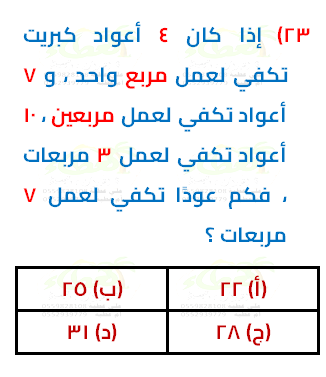 ٢٣) إذا كان ٤ أعواد كبريت
تكفي لعمل مربع واحد ، و ٧
أعواد تكفي لعمل مربعين ، ١٠
أعواد تكفي لعمل ٣ مربعات
، فكم عودًا تكفي لعمل ٧
مربعات ؟
(أ) ٢٢ (ب) ٢٥
(ج) ٢٨ (د) ٣١